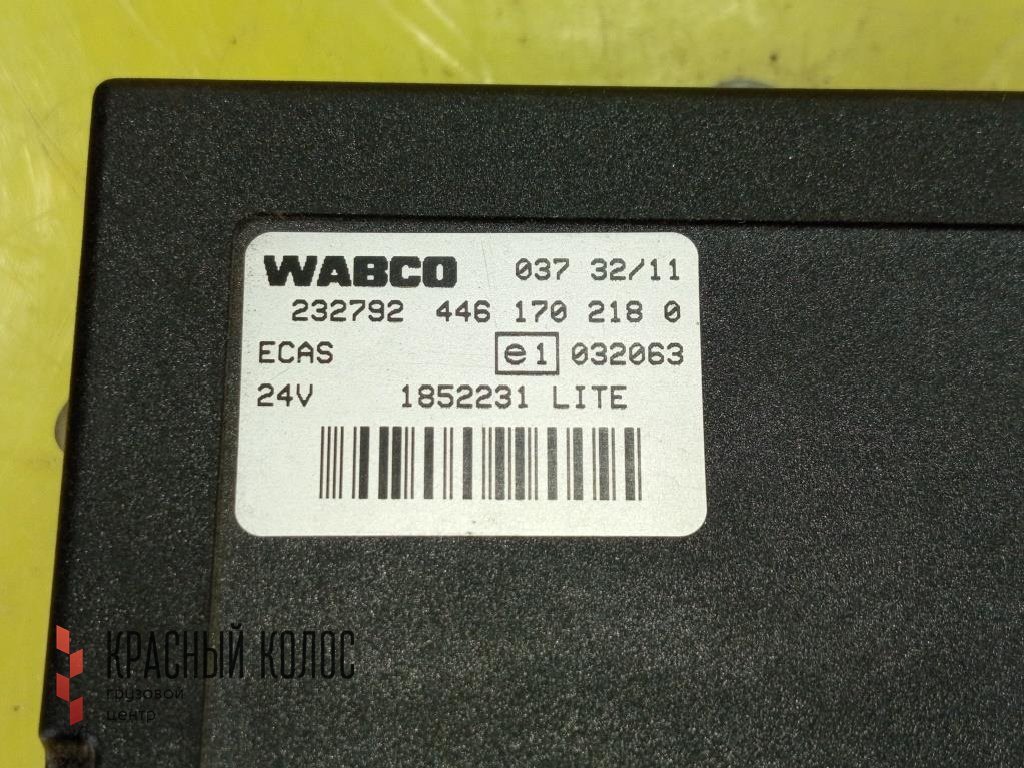 WABCO 037 32/11
232792 446 170 218 0
ECAS e1 032063
24V 1852231 LITE
КРАСНЫЙ КОЛОС
грузовой
центр